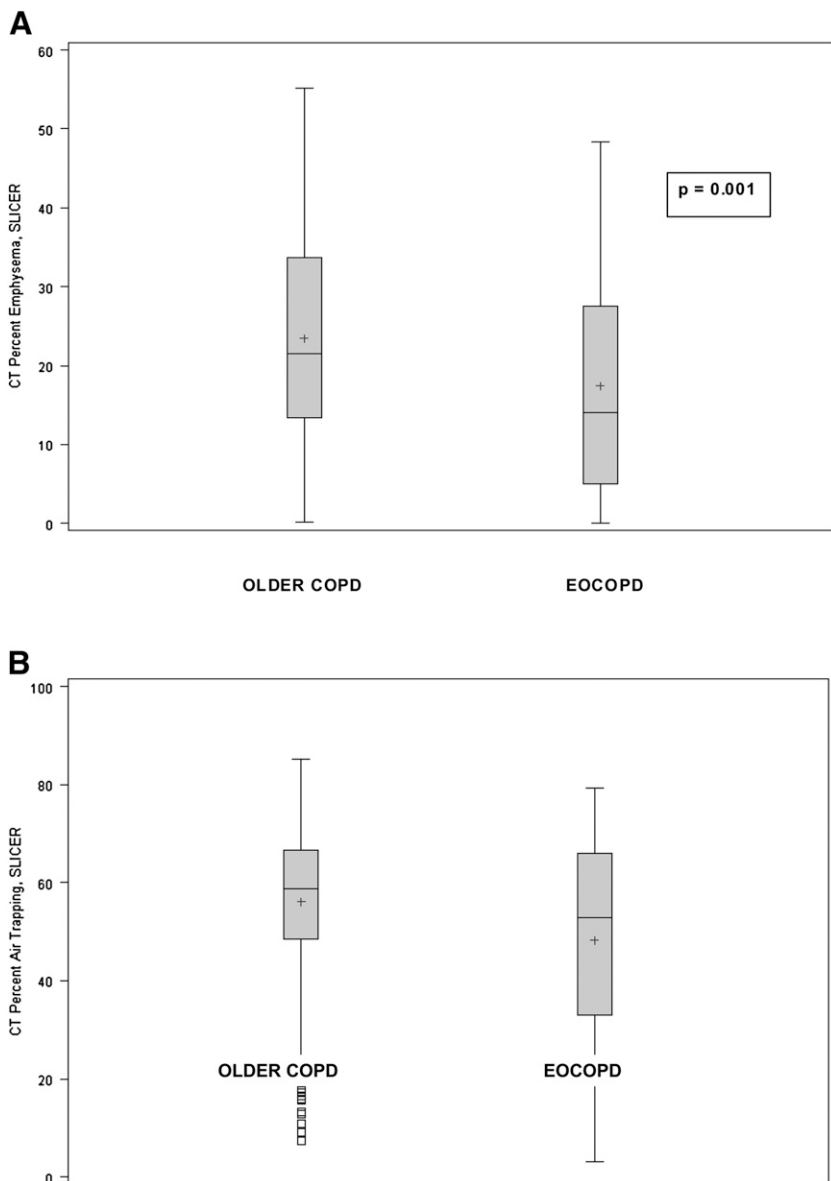 A
60
50
40
30
20
10
0
CT Percent Emphysema, SLICER
p = 0.001
OLDER COPD EOCOPD
B
100
80
60
40
20
0
CT Percent Air Trapping, SLICER
OLDER COPD EOCOPD